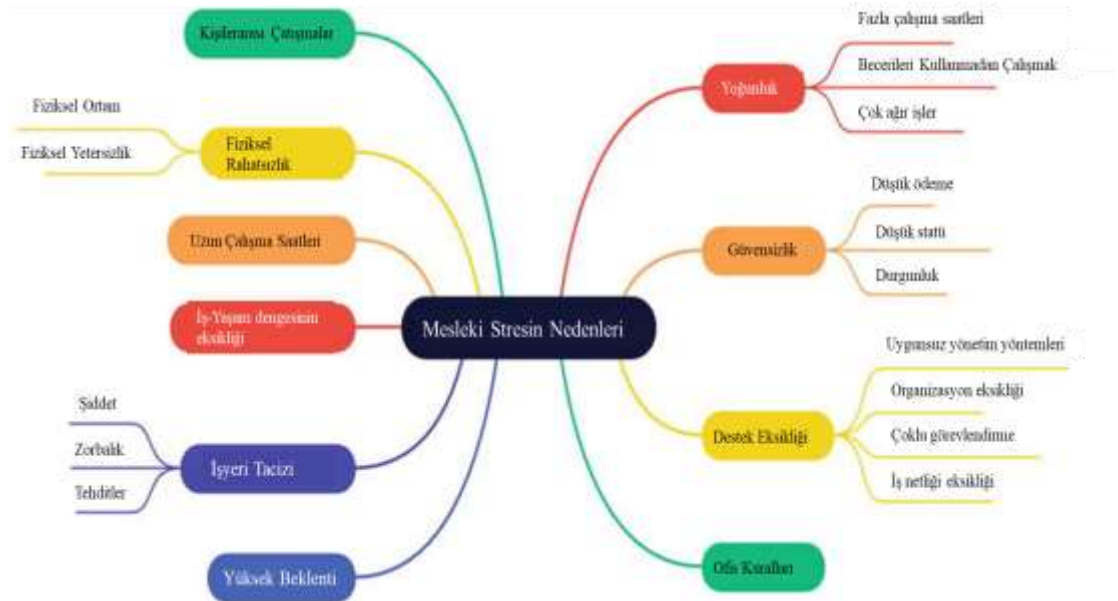 Kişilerarası Çatışmalar
Fiziksel Ortam
Fiziksel Yetersizlik
Fiziksel
Rahatsızlık
Uzun Çalışma Saatleri
İş-Yaşam dengesinin
eksikliği
Şiddet
Zorbalık
Tehditler
İşyeri Tacizi
Yüksek Beklenti
Mesleki Stresin Nedenleri
Yoğunluk
Fazla çalışma saatleri
Becerileri Kullanmadan Çalışmak
Çok ağır işler
Güvensizlik
Düşük ödeme
Düşük statü
Durgunluk
Destek Eksikliği
Uygunsuz yönetim yöntemleri
Organizasyon eksikliği
Çoklu görevlendirme
İş netliği eksikliği
Ofis Kuralları